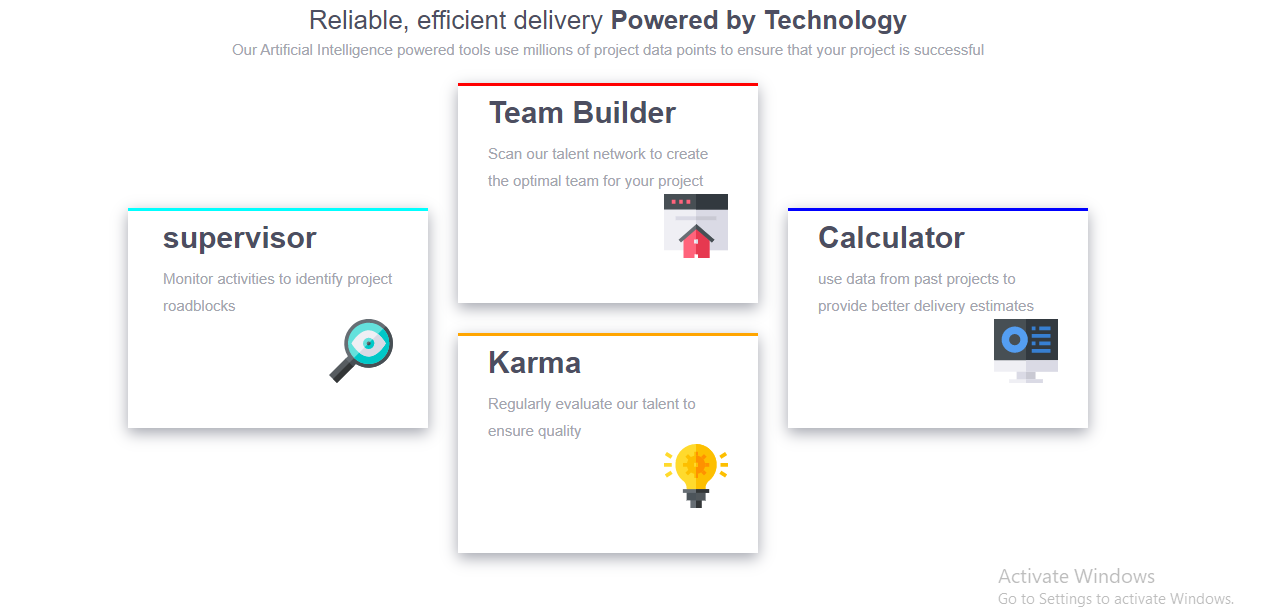 Reliable, efficient delivery Powered by Technology
Our Artificial Intelligence powered tools use millions of project data points to ensure that your project is successful
Team Builder
Scan our talent network to create
the optimal team for your project
supervisor
Monitor activities to identify project
roadblocks
Calculator
use data from past projects to
provide better delivery estimates
Karma
Regularly evaluate our talent to
ensure quality
Activate Windows
Go to Settings to activate Windows.